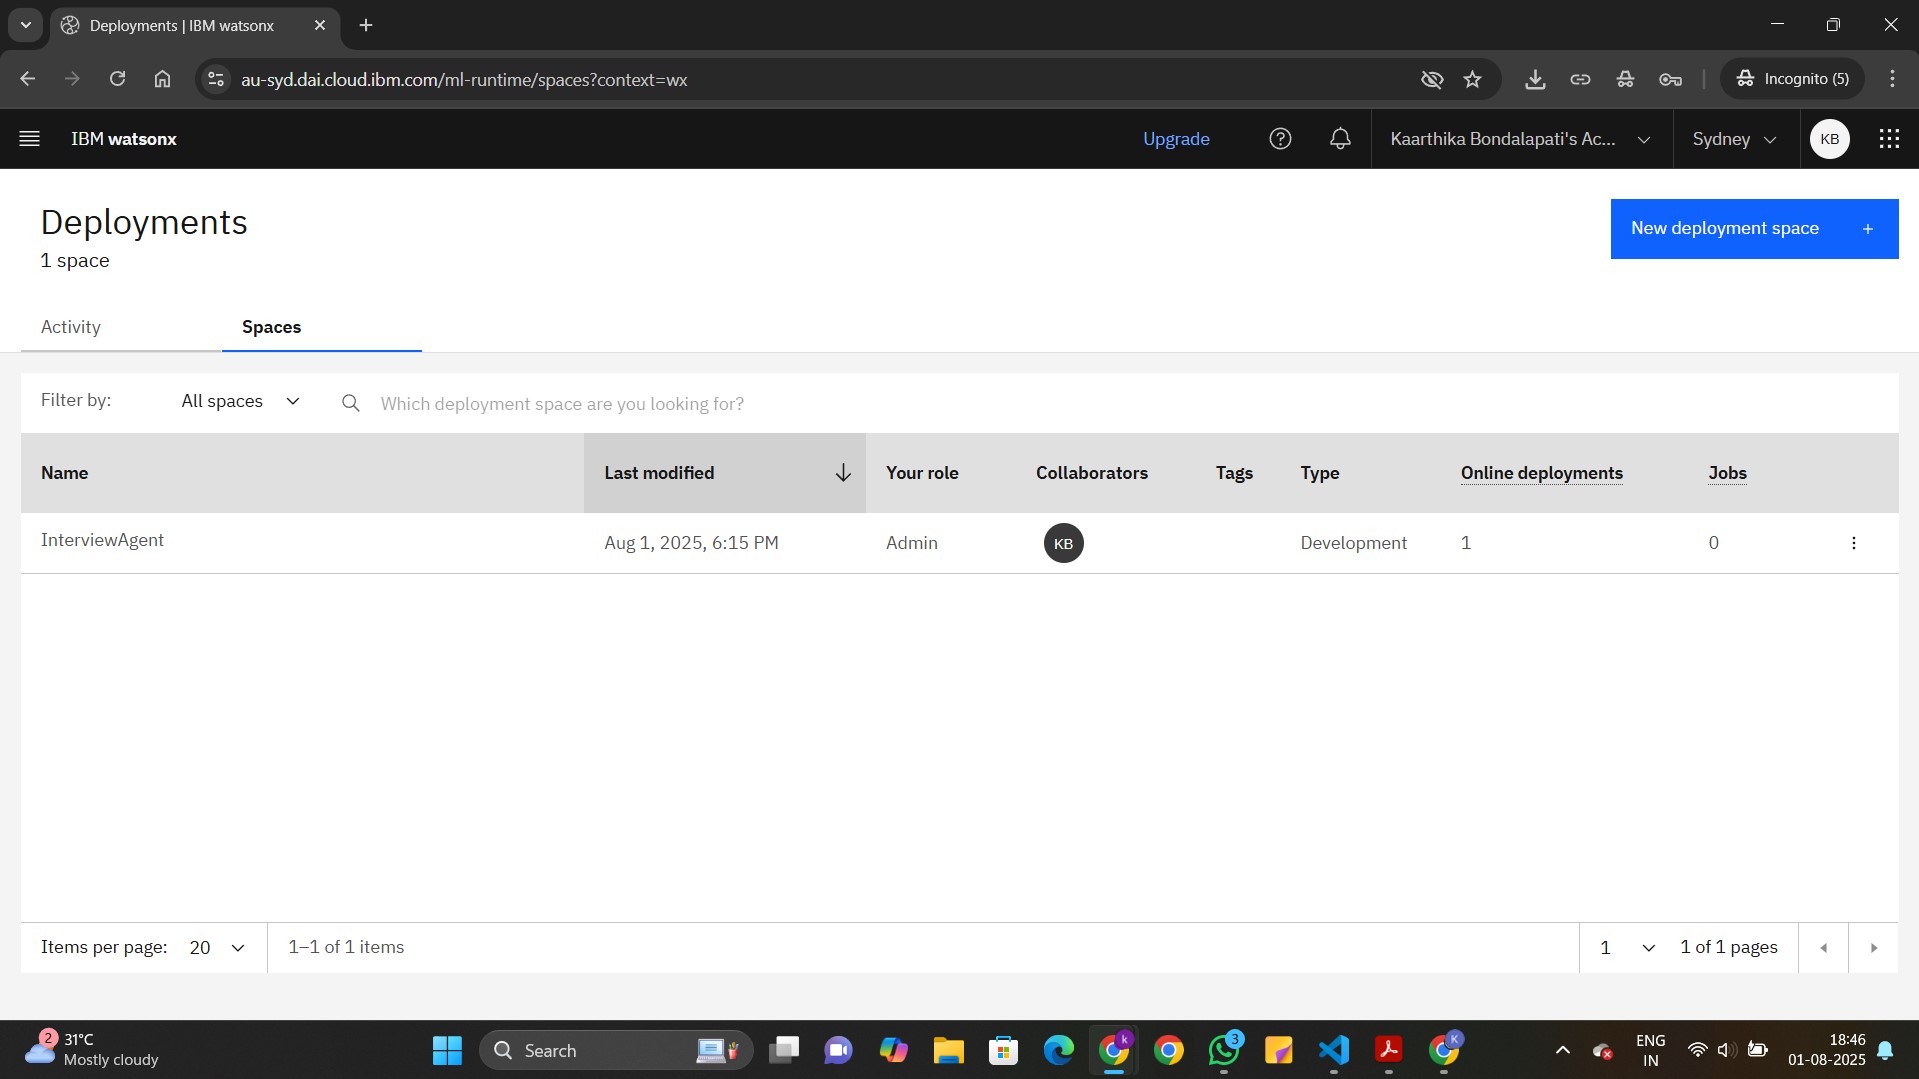 Deployments | IBM watsonx
au-syd.dai.cloud.ibm.com/ml-runtime/spaces?context=wx
Incognito (5)
IBM watsonx
Upgrade
Kaarthika Bondalapati's Ac...
Sydney
KB
Deployments
1 space
New deployment space +
Activity
Spaces
Filter by:
All spaces
Which deployment space are you looking for?
Name
Last modified
Your role
Collaborators
Tags
Type
Online deployments
Jobs
InterviewAgent
Aug 1, 2025, 6:15 PM
Admin
KB
Development
1
0
Items per page: 20
1–1 of 1 items
1
1 of 1 pages
2
31°C
Mostly cloudy
Search
k
3
K
ENG
IN
18:46
01-08-2025